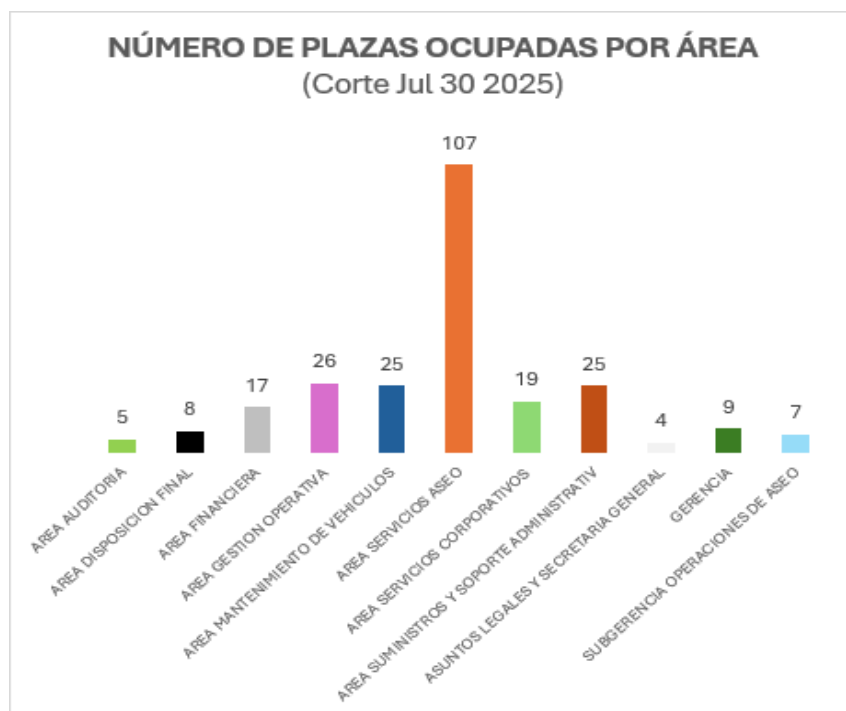 NÚMERO DE PLAZAS OCUPADAS POR ÁREA
(Corte Jul 30 2025)
107
5
8
17
26
25
19
25
4
9
7
AREA AUDITORIA
AREA DISPOSICION FINAL
AREA FINANCIERA
AREA GESTION OPERATIVA
AREA MANTENIMIENTO DE VEHICULOS
AREA SERVICIOS ASEO
AREA SERVICIOS CORPORATIVOS
AREA SUMINISTROS Y SOPORTE ADMINISTRATIV
ASUNTOS LEGALES Y SECRETARIA GENERAL
GERENCIA
SUBGERENCIA OPERACIONES DE ASEO